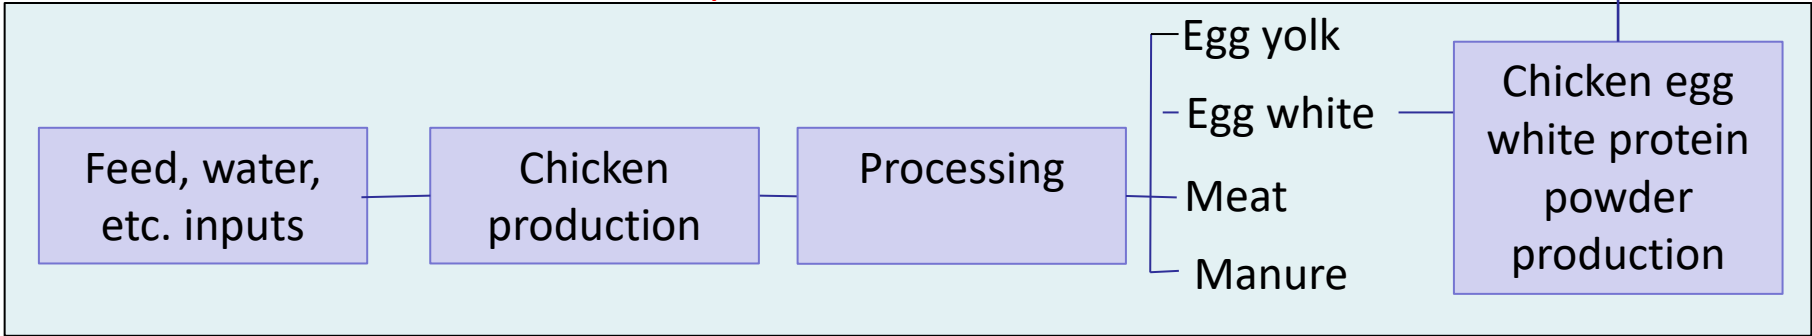 Feed, water,
etc. inputs
Chicken
production
Processing
Egg yolk
Egg white
Meat
Manure
Chicken egg
white protein
powder
production